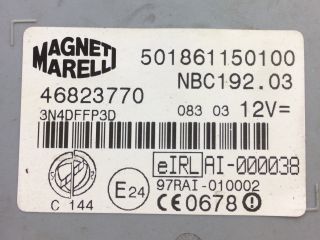 MAGNETI
MARELLI
501861150100
NBC192.03
46823770
3N4DFFP3D
083 03 12V=
eIRL AI-000038
97RAI-010002
E24
C 144
CE0678!